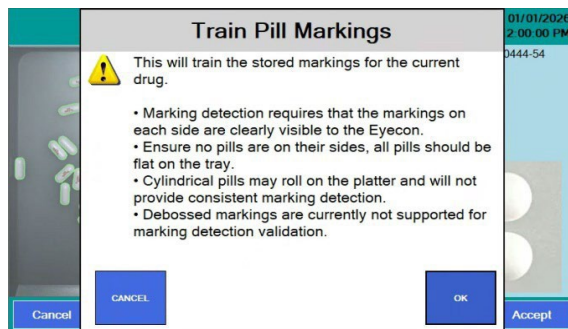 Train Pill Markings
01/01/2026
2:00:00 PM
0444-54
This will train the stored markings for the current
drug.
• Marking detection requires that the markings on
each side are clearly visible to the Eyecon.
• Ensure no pills are on their sides, all pills should be
flat on the tray.
• Cylindrical pills may roll on the platter and will not
provide consistent marking detection.
• Debossed markings are currently not supported for
marking detection validation.
CANCEL
OK
Cancel
Accept